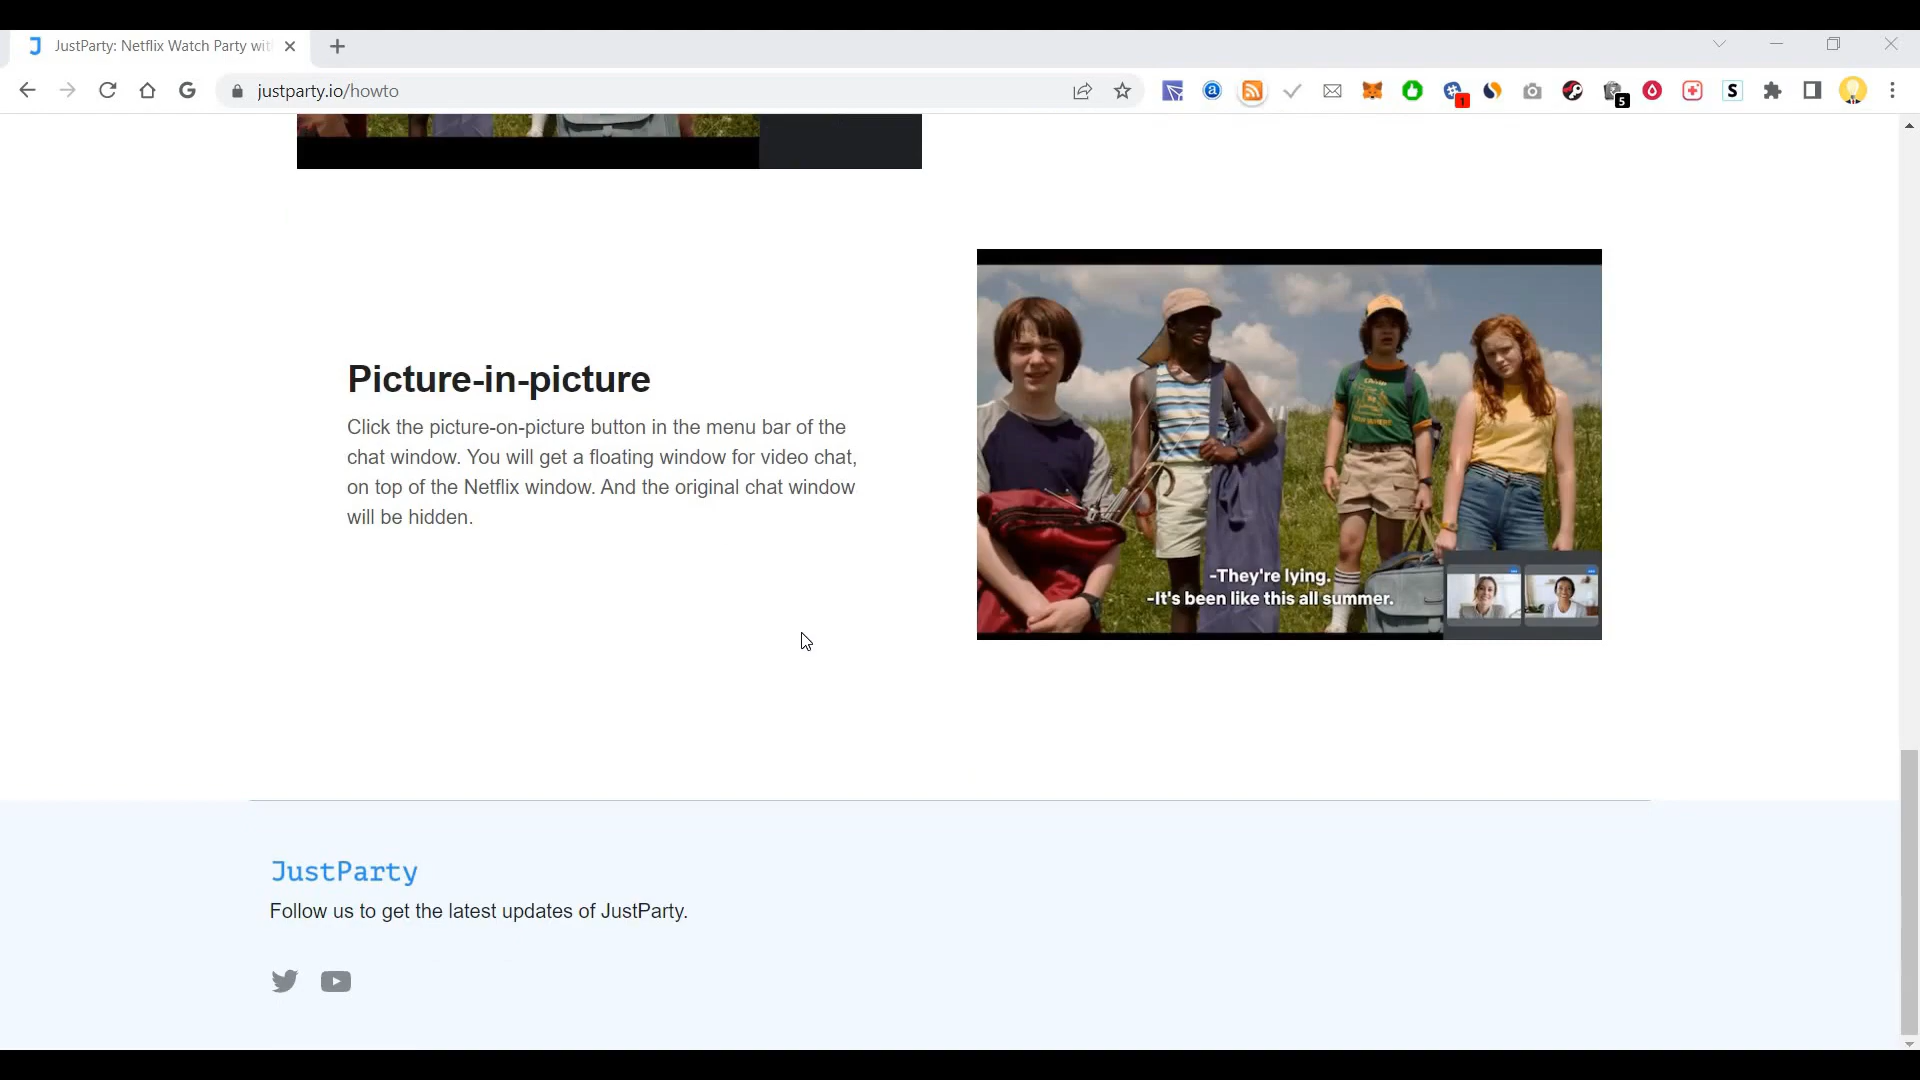 JustParty: Netflix Watch Party wit
justparty.io/howto
1
5
S
Picture-in-picture
Click the picture-on-picture button in the menu bar of the
chat window. You will get a floating window for video chat,
on top of the Netflix window. And the original chat window
will be hidden.
-They're lying.
-It's been like this all summer.
JustParty
Follow us to get the latest updates of JustParty.